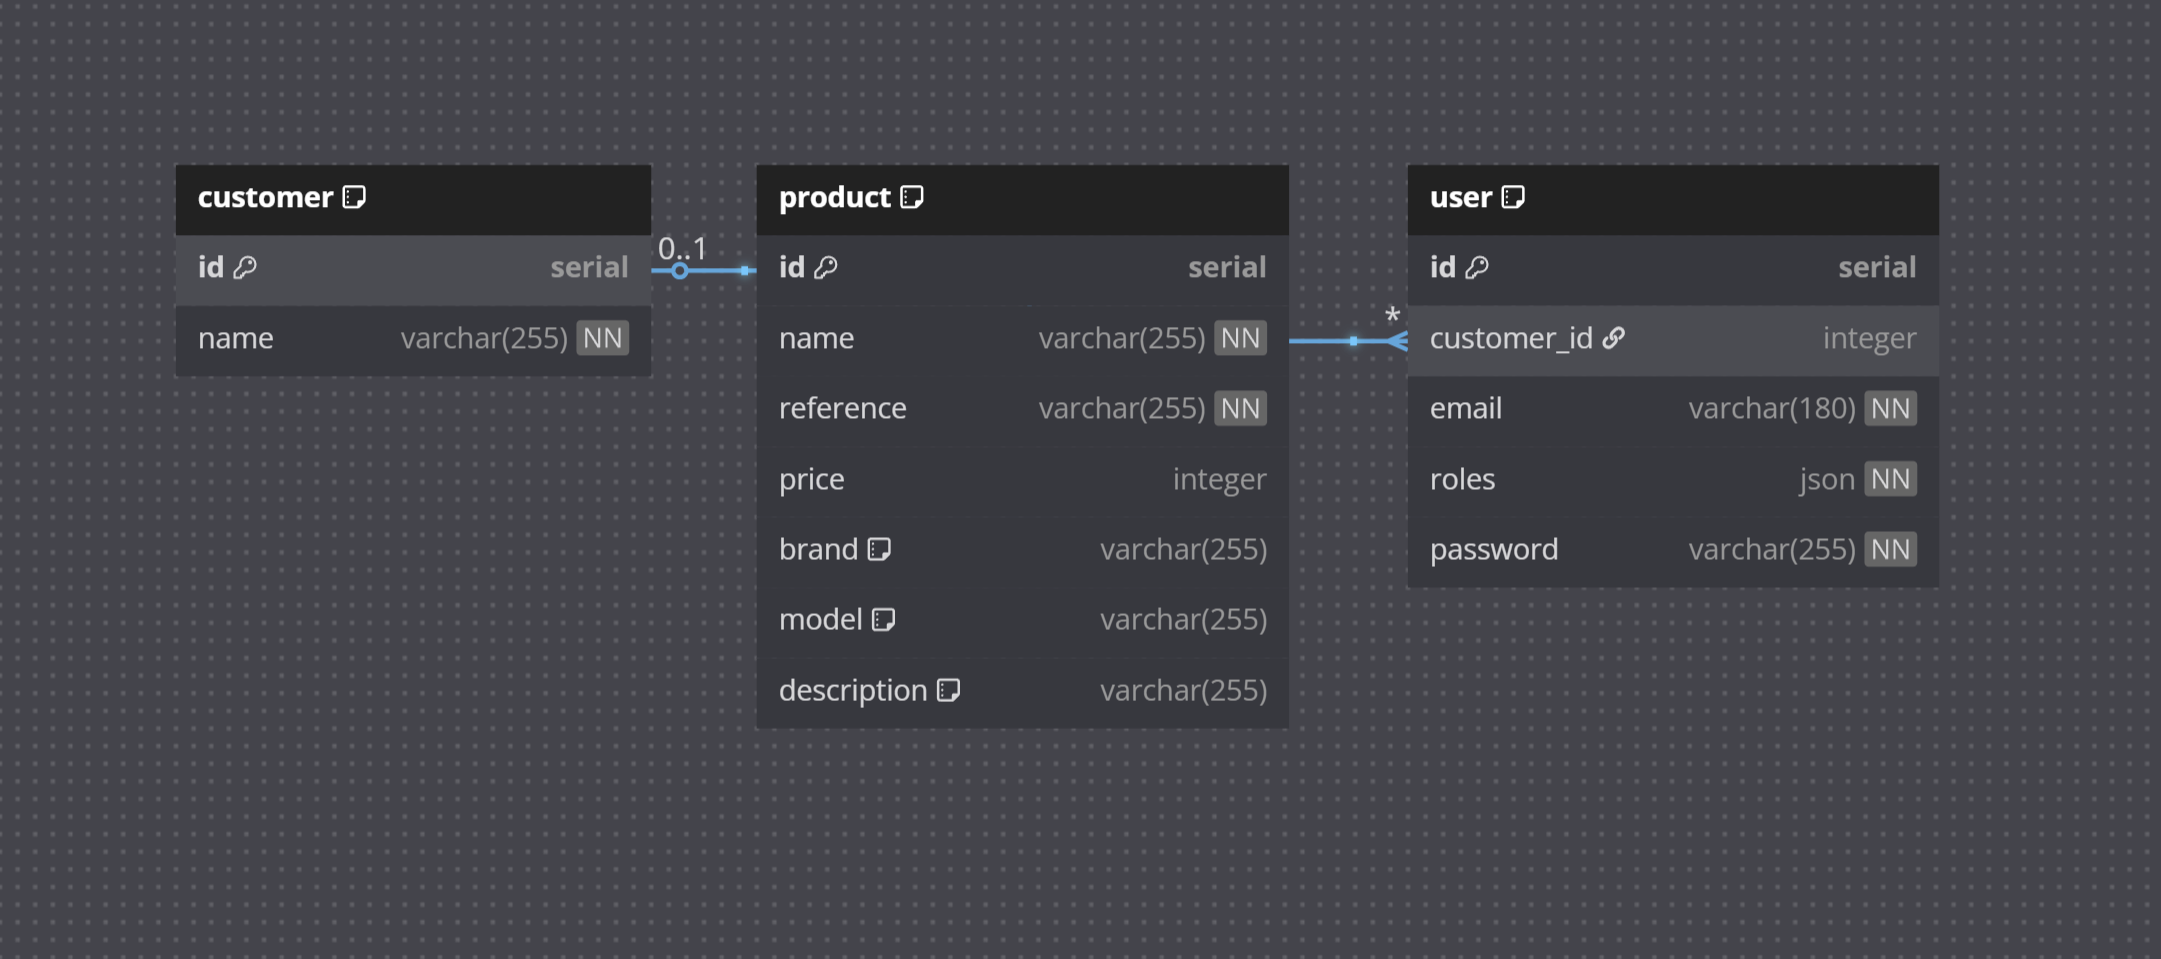 customer
id serial
name varchar(255) NN
0..1
product
id serial
name varchar(255) NN
reference varchar(255) NN
price integer
brand varchar(255)
model varchar(255)
description varchar(255)
*
user
id serial
customer_id integer
email varchar(180) NN
roles json NN
password varchar(255) NN